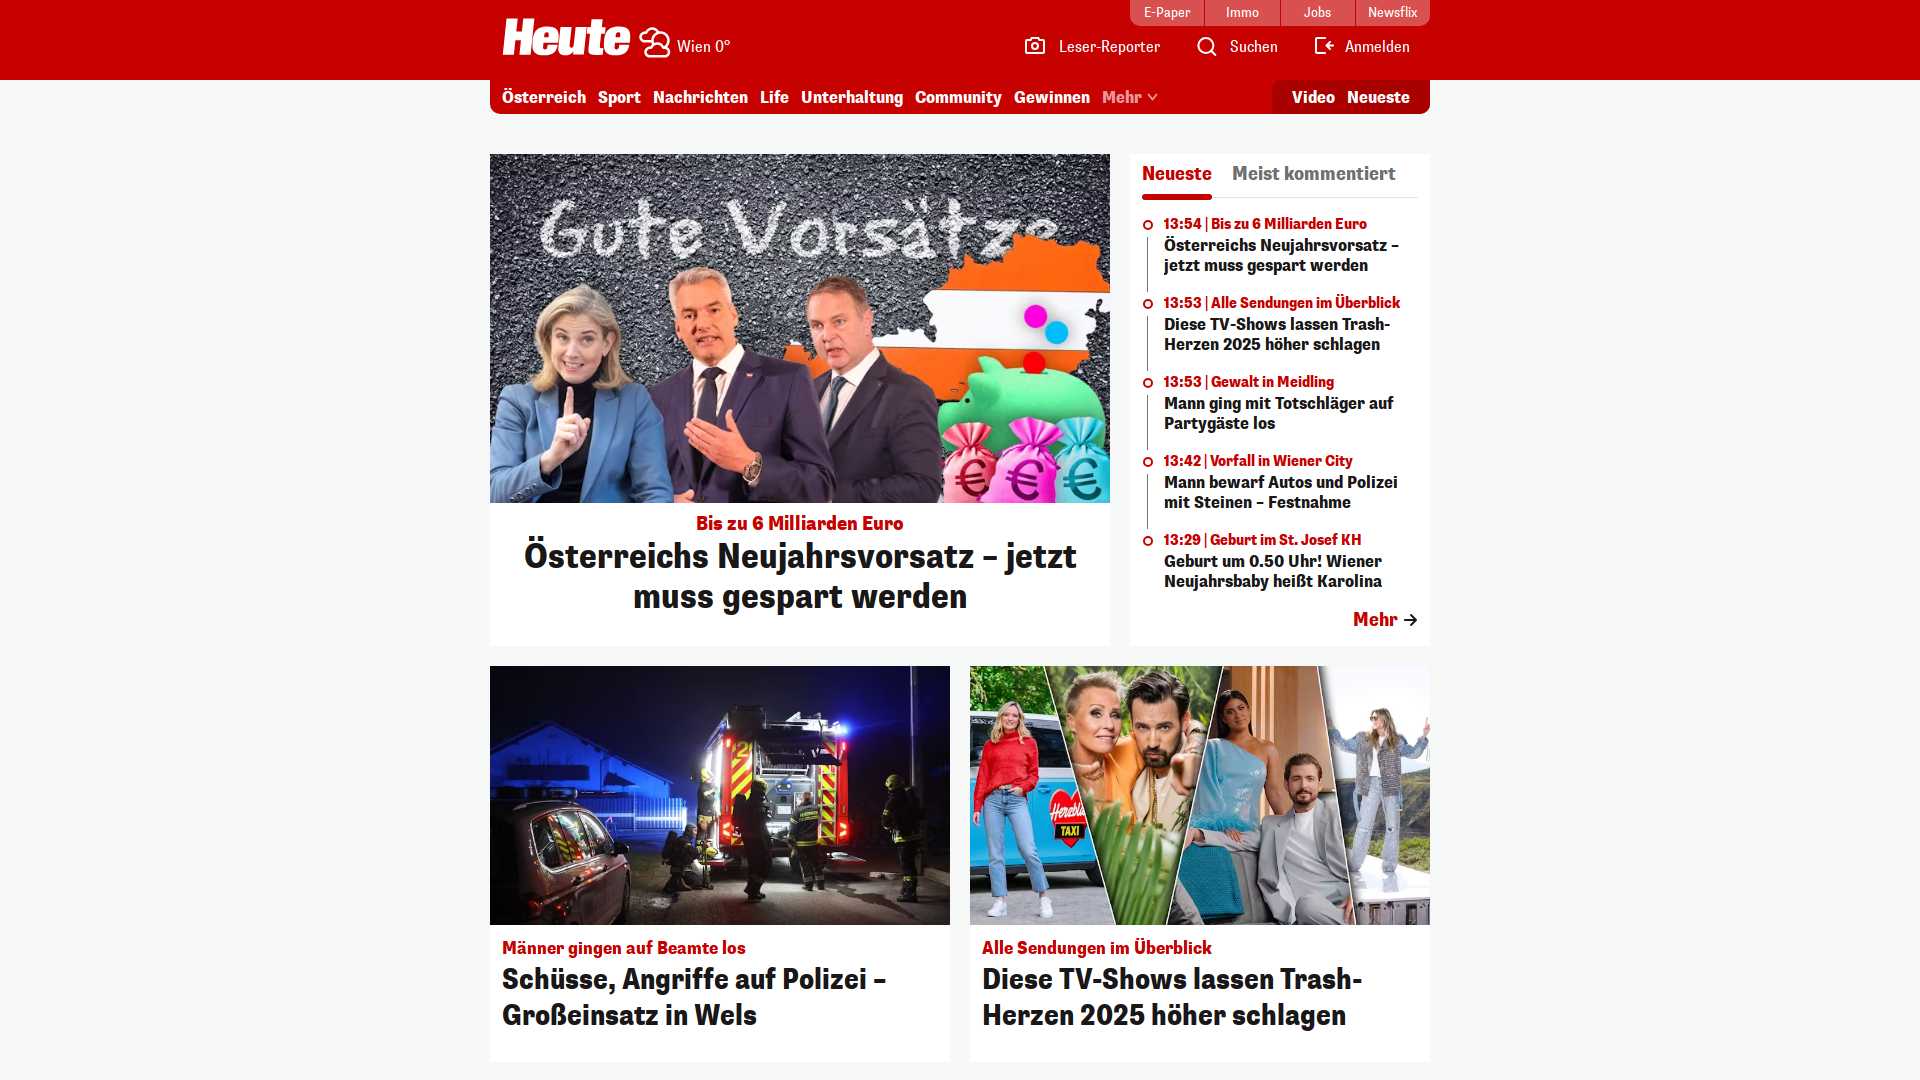 E-Paper
Immo
Jobs
Newsflix
Heute
Wien 0°
Leser-Reporter
Suchen
Anmelden
Österreich
Sport
Nachrichten
Life
Unterhaltung
Community
Gewinnen
Mehr
Video
Neueste
Gute Vorsätze
Bis zu 6 Milliarden Euro
Österreichs Neujahrsvorsatz – jetzt
muss gespart werden
Neueste
Meist kommentiert
13:54 | Bis zu 6 Milliarden Euro
Österreichs Neujahrsvorsatz –
jetzt muss gespart werden
13:53 | Alle Sendungen im Überblick
Diese TV-Shows lassen Trash-
Herzen 2025 höher schlagen
13:53 | Gewalt in Meidling
Mann ging mit Totschläger auf
Partygäste los
13:42 | Vorfall in Wiener City
Mann bewarf Autos und Polizei
mit Steinen – Festnahme
13:29 | Geburt im St. Josef KH
Geburt um 0.50 Uhr! Wiener
Neujahrsbaby heißt Karolina
Mehr
2
Männer gingen auf Beamte los
Schüsse, Angriffe auf Polizei –
Großeinsatz in Wels
TAXI
Alle Sendungen im Überblick
Diese TV-Shows lassen Trash-
Herzen 2025 höher schlagen